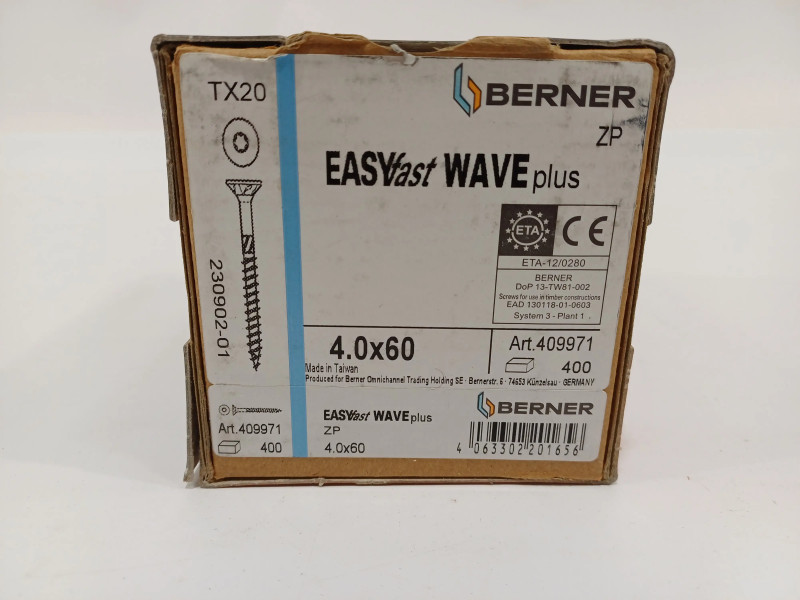 TX20
BERNER
ZP
EASYfast WAVE plus
230902-01
ETA
CE
ETA-12/0280
BERNER
DoP 13-TW81-002
Screws for use in timber constructions
EAD 130118-01-0603
System 3 - Plant 1
4.0x60
Art.409971
400
Made in Taiwan
Produced for Berner Omnichannel Trading Holding SE · Bernerstr. 6 · 74653 Künzelsau · GERMANY
EASYfast WAVE plus
BERNER
Art.409971
ZP
400
4.0x60
4 063302 201656